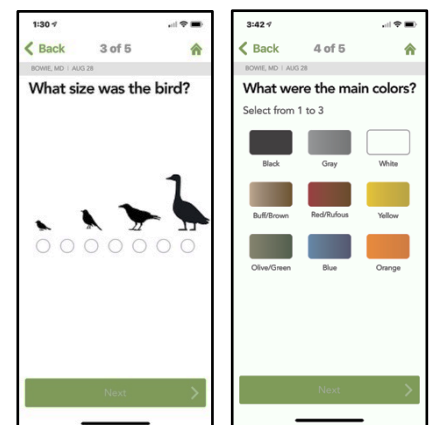 1:30
Back 3 of 5
BOWIE, MD | AUG 28
What size was the bird?
Next
3:42
Back 4 of 5
BOWIE, MD | AUG 28
What were the main colors?
Select from 1 to 3
Black Gray White
Buff/Brown Red/Rufous Yellow
Olive/Green Blue Orange
Next